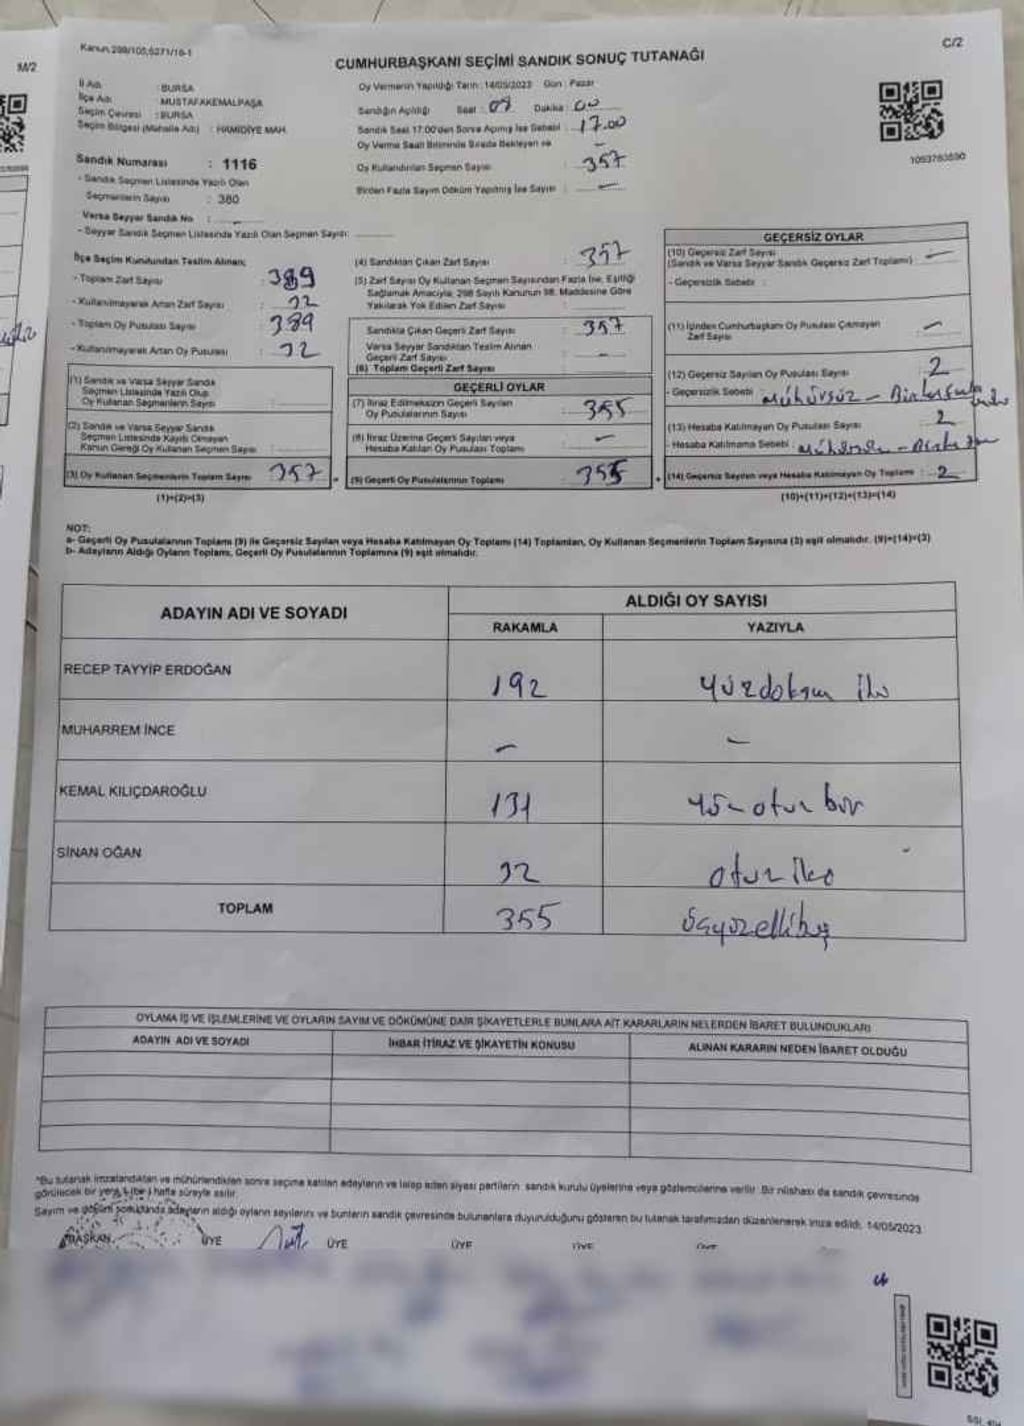 M/2
C/2
Kanun.298/105,6271/16-1
CUMHURBAŞKANI SEÇİMİ SANDIK SONUÇ TUTANAĞI
İl Adı : BURSA
İlçe Adı : MUSTAFAKEMALPAŞA
Seçim Çevresi : BURSA
Seçim Bölgesi (Mahalle Adı) : HAMİDİYE MAH.
Oy Vermenin Yapıldığı Tarih: 14/05/2023 Gün : Pazar
Sandığın Açıldığı Saat : 07 Dakika : 00
Sandık Saat 17:00'den Sonra Açılmış İse Sebebi : 17.00
Oy Verme Saati Bitiminde Sırada Bekleyen ve
Oy Kullandırılan Seçmen Sayısı : 357
Birden Fazla Sayım Döküm Yapılmış İse Sayısı : -
1053763590
Sandık Numarası : 1116
- Sandık Seçmen Listesinde Yazılı Olan
Seçmenlerin Sayısı : 380
Varsa Seyyar Sandık No : -
- Seyyar Sandık Seçmen Listesinde Yazılı Olan Seçmen Sayısı:
İlçe Seçim Kurulundan Teslim Alınan;
- Toplam Zarf Sayısı : 389
- Kullanılmayarak Artan Zarf Sayısı : 32
- Toplam Oy Pusulası Sayısı : 389
- Kullanılmayarak Artan Oy Pusulası : 32
(1) Sandık ve Varsa Seyyar Sandık
Seçmen Listesinde Yazılı Olup
Oy Kullanan Seçmenlerin Sayısı :
(2) Sandık ve Varsa Seyyar Sandık
Seçmen Listesinde Kayıtlı Olmayan
Kanun Gereği Oy Kullanan Seçmen Sayısı :
(3) Oy Kullanan Seçmenlerin Toplam Sayısı : 357
(1)+(2)=(3)
(4) Sandıktan Çıkan Zarf Sayısı : 357
(5) Zarf Sayısı Oy Kullanan Seçmen Sayısından Fazla İse, Eşitliği
Sağlamak Amacıyla; 298 Sayılı Kanunun 98. Maddesine Göre
Yakılarak Yok Edilen Zarf Sayısı :
Sandıkta Çıkan Geçerli Zarf Sayısı : 357
Varsa Seyyar Sandıktan Teslim Alınan
Geçerli Zarf Sayısı : -
(6) Toplam Geçerli Zarf Sayısı :
GEÇERLİ OYLAR
(7) İtiraz Edilmeksizin Geçerli Sayılan
Oy Pusulalarının Sayısı : 355
(8) İtiraz Üzerine Geçerli Sayılan veya
Hesaba Katılan Oy Pusulası Toplamı : -
(9) Geçerli Oy Pusulalarının Toplamı : 355
GEÇERSİZ OYLAR
(10) Geçersiz Zarf Sayısı : -
(Sandık ve Varsa Seyyar Sandık Geçersiz Zarf Toplamı)
- Geçersizlik Sebebi :
(11) İçinden Cumhurbaşkanı Oy Pusulası Çıkmayan
Zarf Sayısı : -
(12) Geçersiz Sayılan Oy Pusulası Sayısı : 2
- Geçersizlik Sebebi : mühürsüz -
(13) Hesaba Katılmayan Oy Pusulası Sayısı : 2
- Hesaba Katılmama Sebebi :
(14) Geçersiz Sayılan veya Hesaba Katılmayan Oy Toplamı : 2
(10)+(11)+(12)+(13)=(14)
NOT:
a- Geçerli Oy Pusulalarının Toplamı (9) ile Geçersiz Sayılan veya Hesaba Katılmayan Oy Toplamı (14) Toplamları, Oy Kullanan Seçmenlerin Toplam Sayısına (3) eşit olmalıdır. (9)+(14)=(3)
b- Adayların Aldığı Oyların Toplamı, Geçerli Oy Pusulalarının Toplamına (9) eşit olmalıdır.
ADAYIN ADI VE SOYADI
ALDIĞI OY SAYISI
RAKAMLA YAZIYLA
RECEP TAYYİP ERDOĞAN 192 yüzdoksan iki
MUHARREM İNCE - -
KEMAL KILIÇDAROĞLU 131 yüz otuz bir
SİNAN OĞAN 32 otuz iki
TOPLAM 355 üçyüzellibeş
OYLAMA İŞ VE İŞLEMLERİNE VE OYLARIN SAYIM VE DÖKÜMÜNE DAİR ŞİKAYETLERLE BUNLARA AİT KARARLARIN NELERDEN İBARET BULUNDUKLARI
ADAYIN ADI VE SOYADI İHBAR İTİRAZ VE ŞİKAYETİN KONUSU ALINAN KARARIN NEDEN İBARET OLDUĞU
*Bu tutanak imzalandıktan ve mühürlendikten sonra seçime katılan adayların ve talep eden siyasi partilerin sandık kurulu üyelerine veya gözlemcilerine verilir. Bir nüshası da sandık çevresinde
görülecek bir yere 1 (bir) hafta süreyle asılır.
Sayım ve döküm sonucunda adayların aldığı oyların sayılarını ve bunların sandık çevresinde bulunanlara duyurulduğunu gösteren bu tutanak tarafımızdan düzenlenerek imza edildi. 14/05/2023
BAŞKAN ÜYE ÜYE ÜYE ÜYE ÜYE